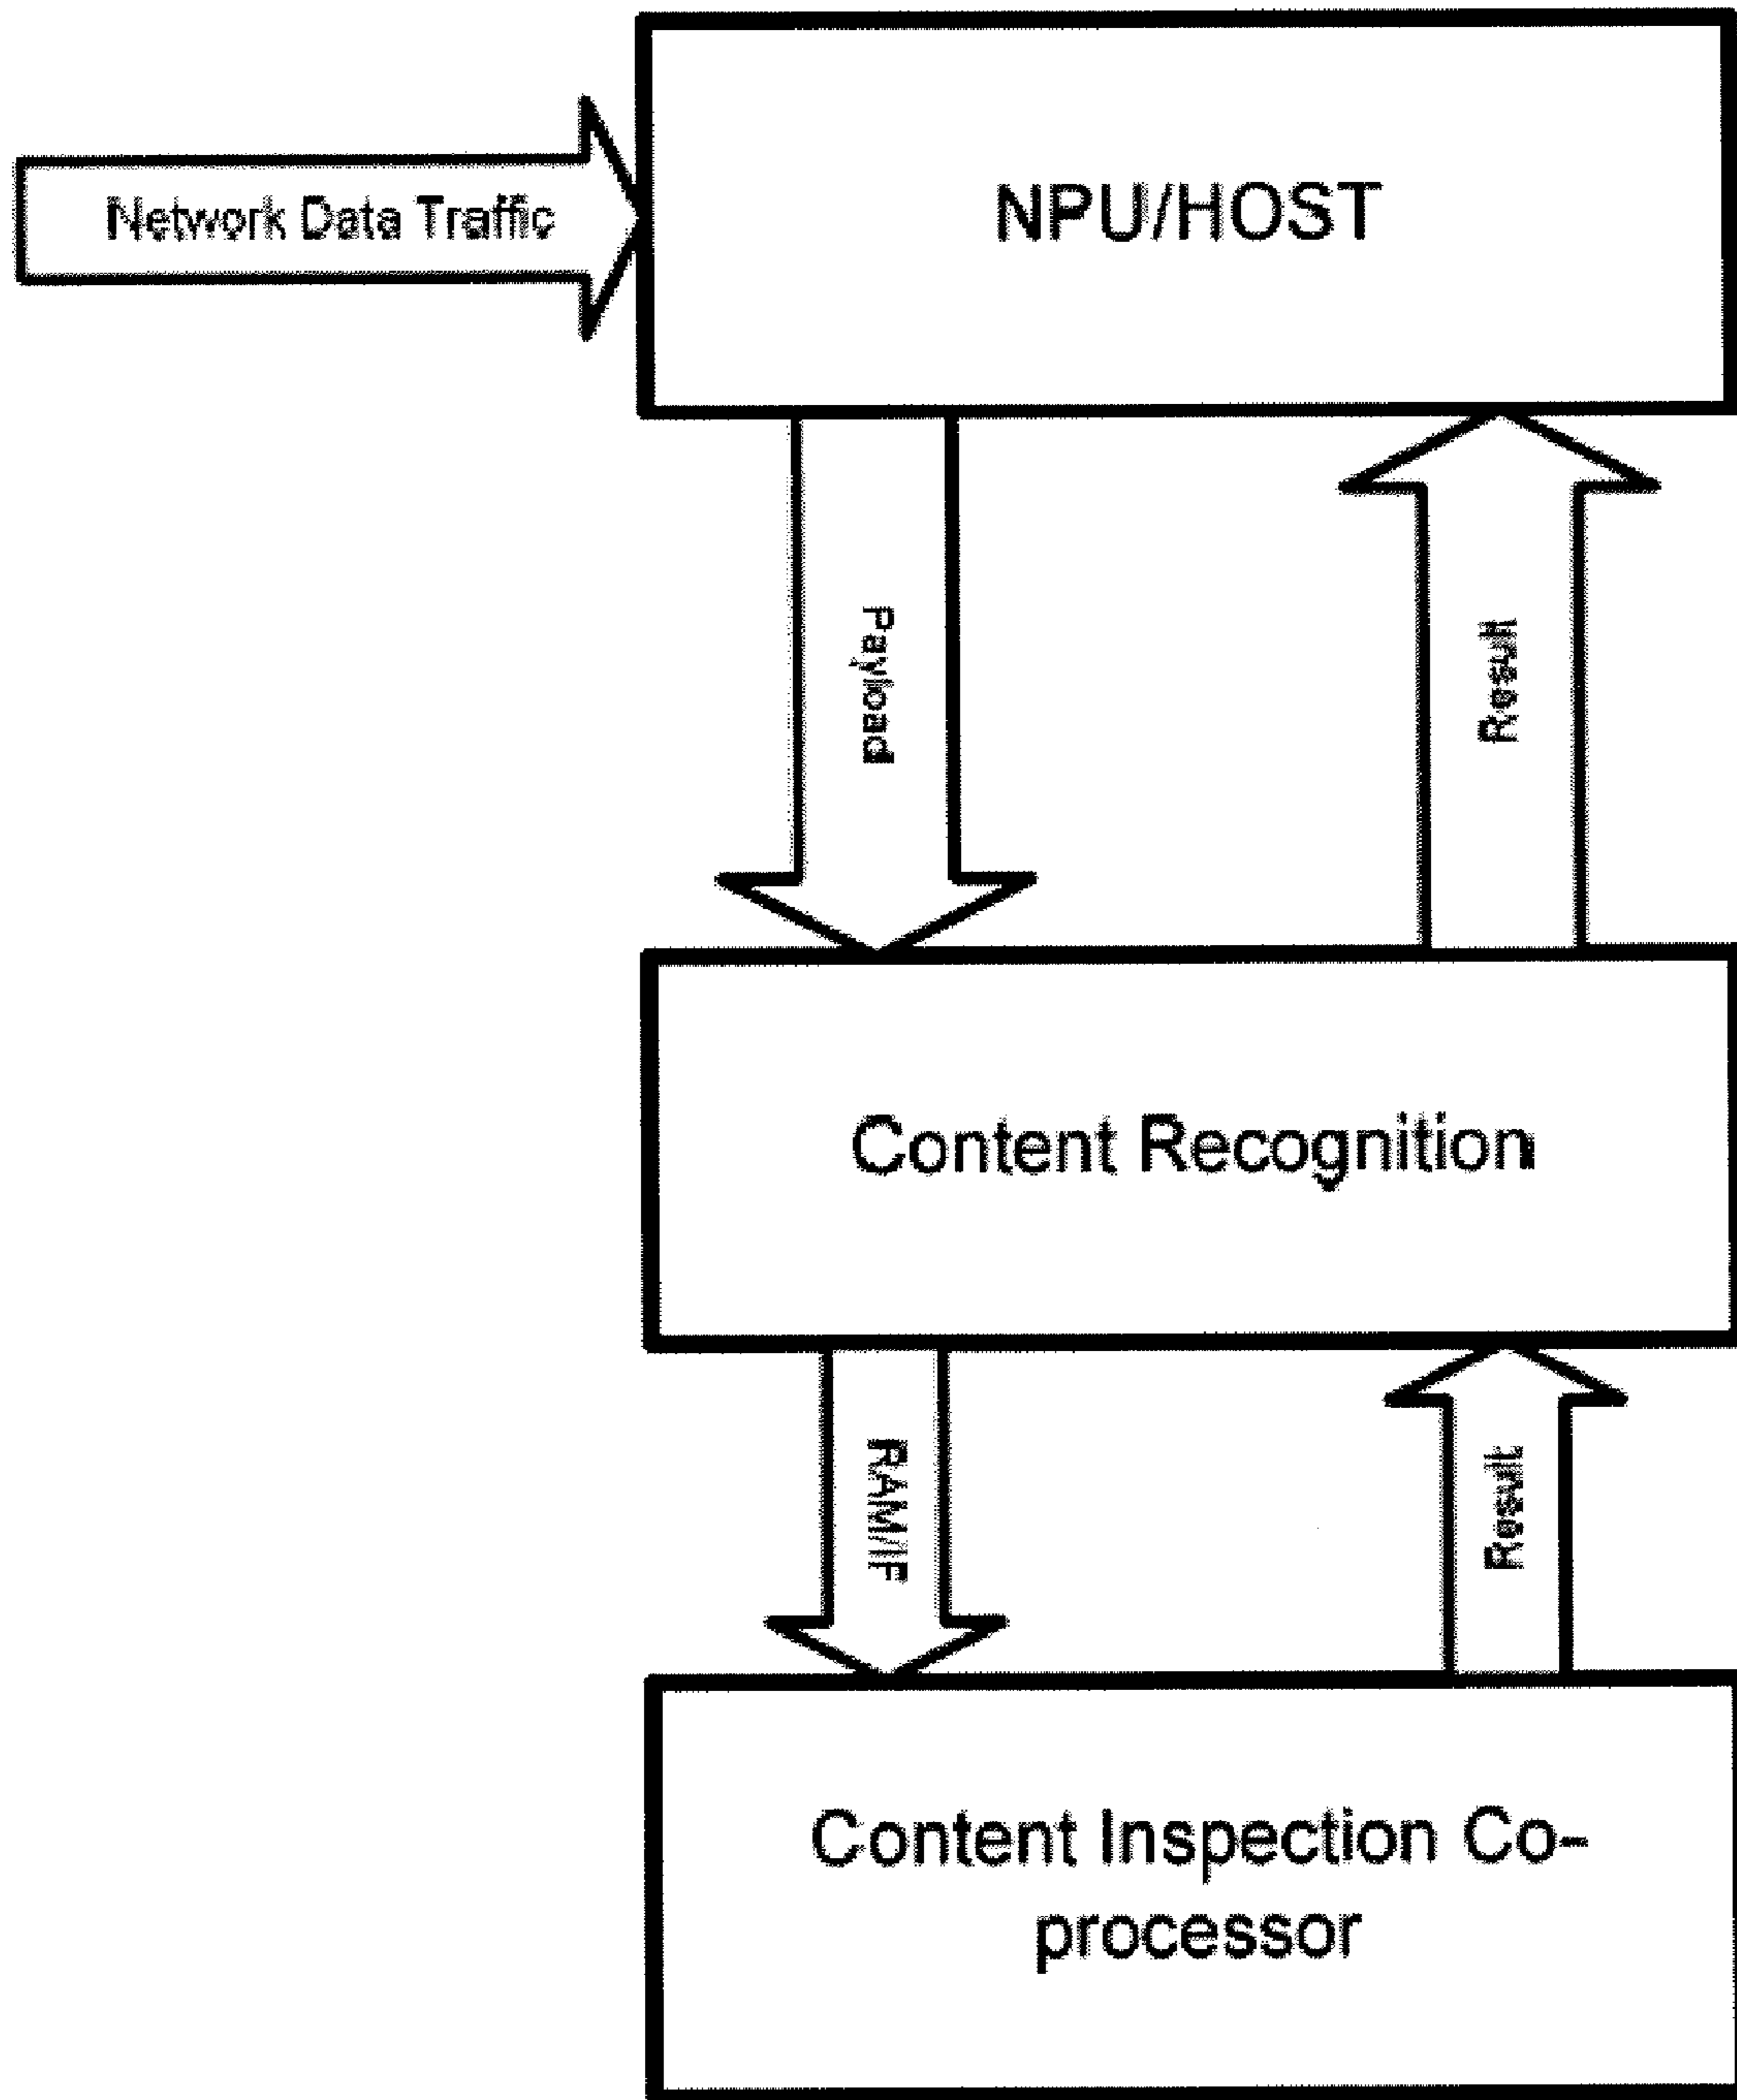 Network Data Traffic
NPU/HOST
Payload
Result
Content Recognition
RAM/IF
Result
Content Inspection Co-
processor